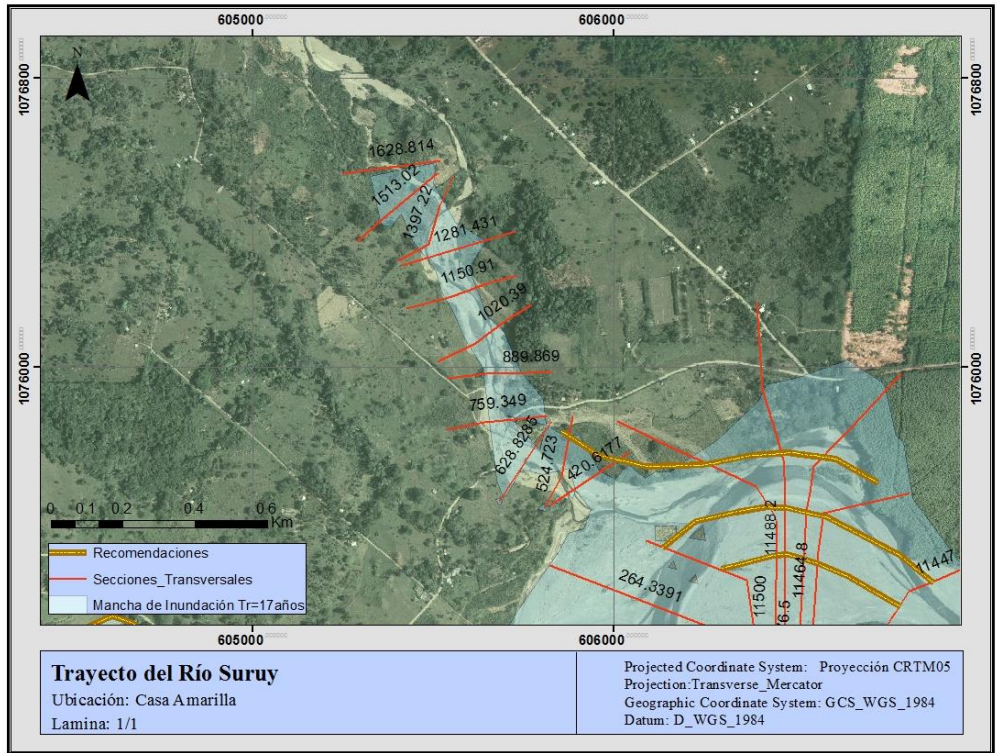 605000
606000
1076800
1076800
N
1628.814
1513.02
1397.22
1281.431
1150.91
1020.39
889.869
1076000
1076000
759.349
628.8285
524.723
420.6177
0 0.1 0.2 0.4 0.6
Km
11488.2
11464.8
11447
264.3391
11500
6.5
Recomendaciones
Secciones_Transversales
Mancha de Inundación Tr=17años
605000
606000
Trayecto del Río Suruy
Ubicación: Casa Amarilla
Lamina: 1/1
Projected Coordinate System: Proyección CRTM05
Projection:Transverse_Mercator
Geographic Coordinate System: GCS_WGS_1984
Datum: D_WGS_1984